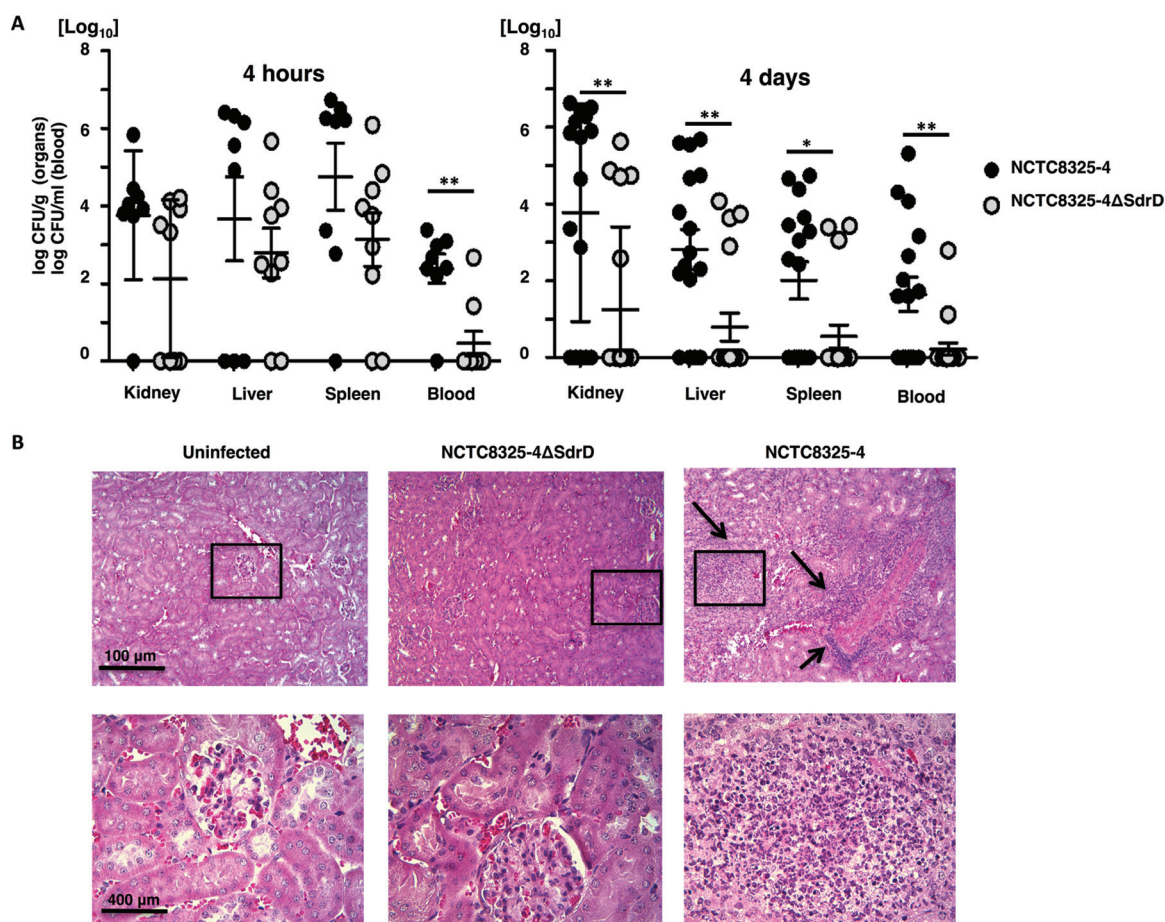 A
[Log10]
[Log10]
4 hours
4 days
log CFU/g (organs)
log CFU/ml (blood)
8
6
4
2
0
**
Kidney
Liver
Spleen
Blood
8
6
4
2
0
**
**
*
**
Kidney
Liver
Spleen
Blood
NCTC8325-4
NCTC8325-4ΔSdrD
B
Uninfected
NCTC8325-4ΔSdrD
NCTC8325-4
100 µm
400 µm